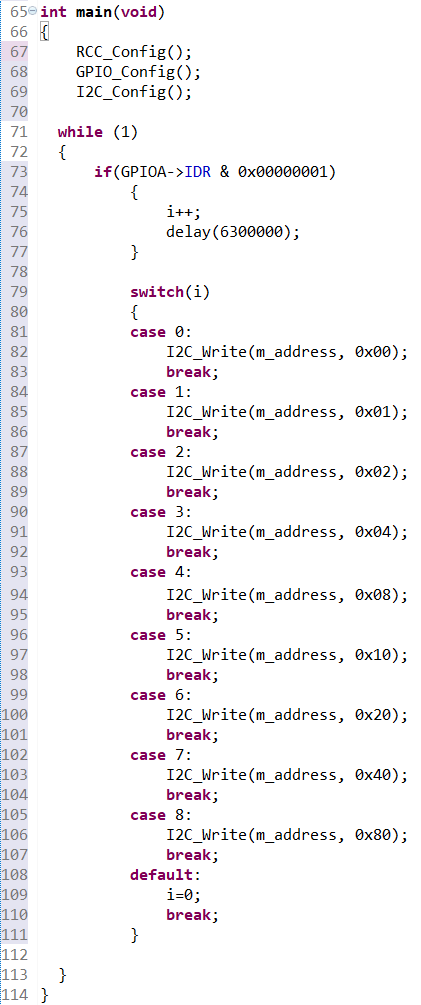 65 int main(void)
66 {
67     RCC_Config();
68     GPIO_Config();
69     I2C_Config();
70
71   while (1)
72   {
73       if(GPIOA->IDR & 0x00000001)
74           {
75               i++;
76               delay(6300000);
77           }
78
79           switch(i)
80           {
81           case 0:
82               I2C_Write(m_address, 0x00);
83               break;
84           case 1:
85               I2C_Write(m_address, 0x01);
86               break;
87           case 2:
88               I2C_Write(m_address, 0x02);
89               break;
90           case 3:
91               I2C_Write(m_address, 0x04);
92               break;
93           case 4:
94               I2C_Write(m_address, 0x08);
95               break;
96           case 5:
97               I2C_Write(m_address, 0x10);
98               break;
99           case 6:
100               I2C_Write(m_address, 0x20);
101               break;
102           case 7:
103               I2C_Write(m_address, 0x40);
104               break;
105           case 8:
106               I2C_Write(m_address, 0x80);
107               break;
108           default:
109               i=0;
110               break;
111           }
112
113   }
114 }